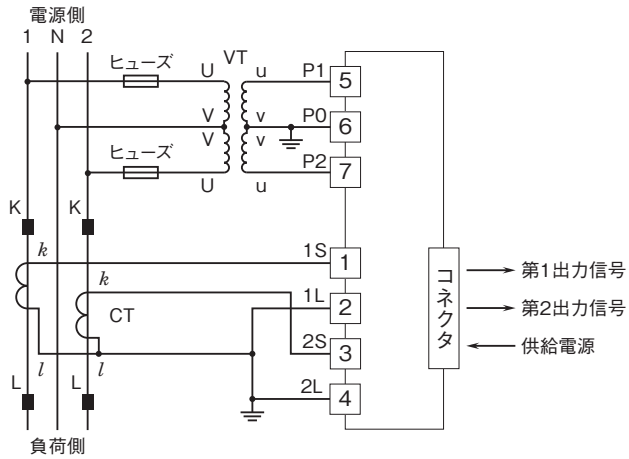 電源側
1 N 2
ヒューズ
U
VT
u
P1
5
V
v
P0
6
V
v
ヒューズ
U
u
P2
7
K
K
k
1S
1
k
1L
2
CT
2S
3
l
l
L
L
2L
4
負荷側
コネクタ
第1出力信号
第2出力信号
供給電源